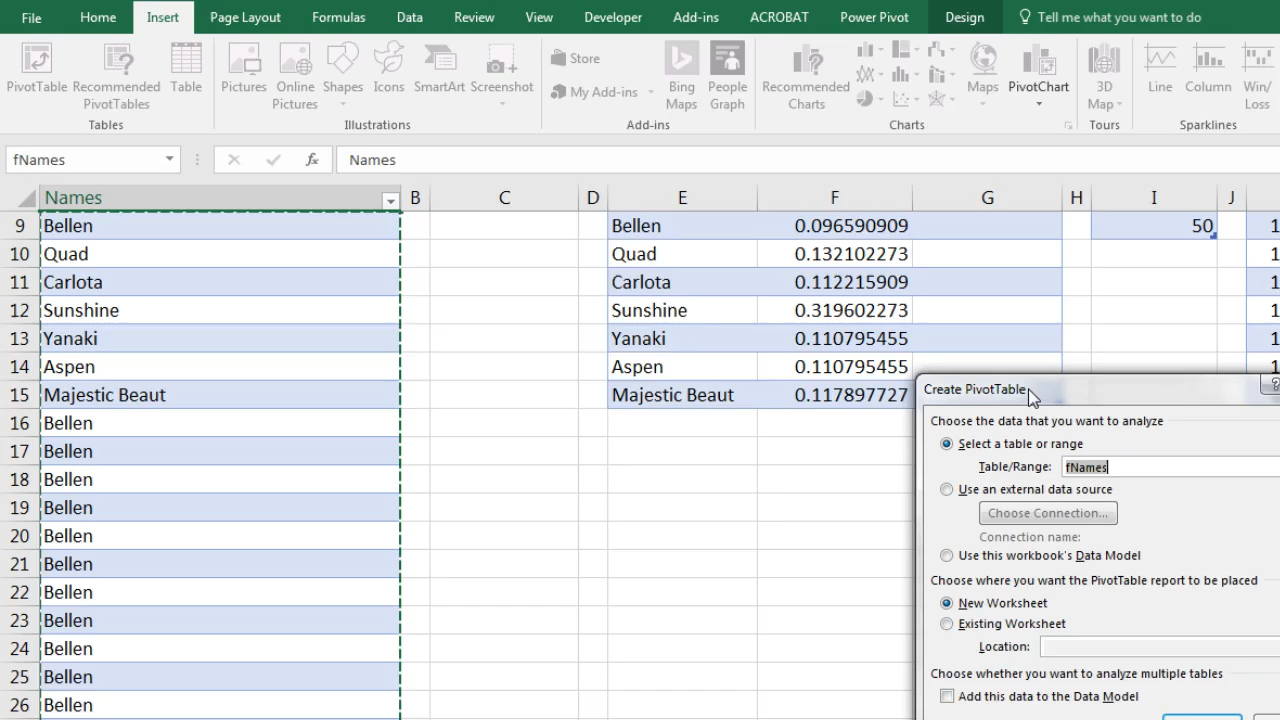 File Home Insert Page Layout Formulas Data Review View Developer Add-ins ACROBAT Power Pivot Design Tell me what you want to do
PivotTable Recommended PivotTables Table Pictures Online Pictures Shapes Icons SmartArt Screenshot Store My Add-ins Bing Maps People Graph Recommended Charts Maps PivotChart 3D Map Line Column Win/ Loss
Tables Illustrations Add-ins Charts Tours Sparklines
fNames fx Names
Names B C D E F G H I J
9 Bellen Bellen 0.096590909 50 1
10 Quad Quad 0.132102273 1
11 Carlota Carlota 0.112215909 1
12 Sunshine Sunshine 0.319602273 1
13 Yanaki Yanaki 0.110795455 1
14 Aspen Aspen 0.110795455 1
15 Majestic Beaut Majestic Beaut 0.117897727
16 Bellen
17 Bellen
18 Bellen
19 Bellen
20 Bellen
21 Bellen
22 Bellen
23 Bellen
24 Bellen
25 Bellen
26 Bellen
Create PivotTable ?
Choose the data that you want to analyze
Select a table or range
Table/Range: fNames
Use an external data source
Choose Connection...
Connection name:
Use this workbook's Data Model
Choose where you want the PivotTable report to be placed
New Worksheet
Existing Worksheet
Location:
Choose whether you want to analyze multiple tables
Add this data to the Data Model